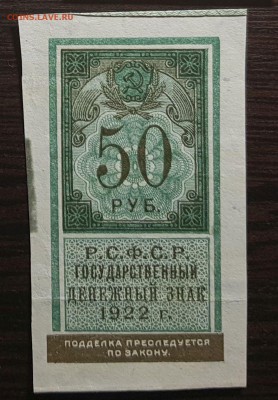 COINS.LAVE.RU
50
РУБ.
Р.С.Ф.С.Р.
ГОСУДАРСТВЕННЫЙ
ДЕНЕЖНЫЙ ЗНАК
1922 г.
ПОДДЕЛКА ПРЕСЛЕДУЕТСЯ
ПО ЗАКОНУ.